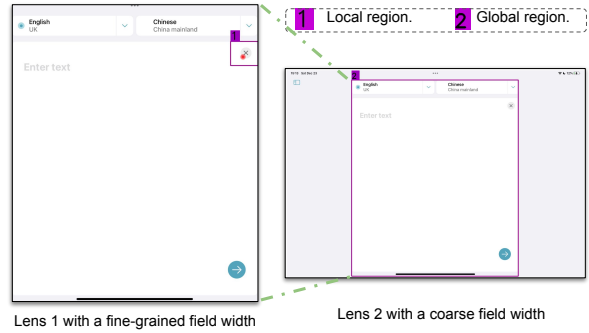 1 Local region.
2 Global region.
English
UK
Chinese
China mainland
1
Enter text
Lens 1 with a fine-grained field width
2
English
UK
Chinese
China mainland
Enter text
Lens 2 with a coarse field width